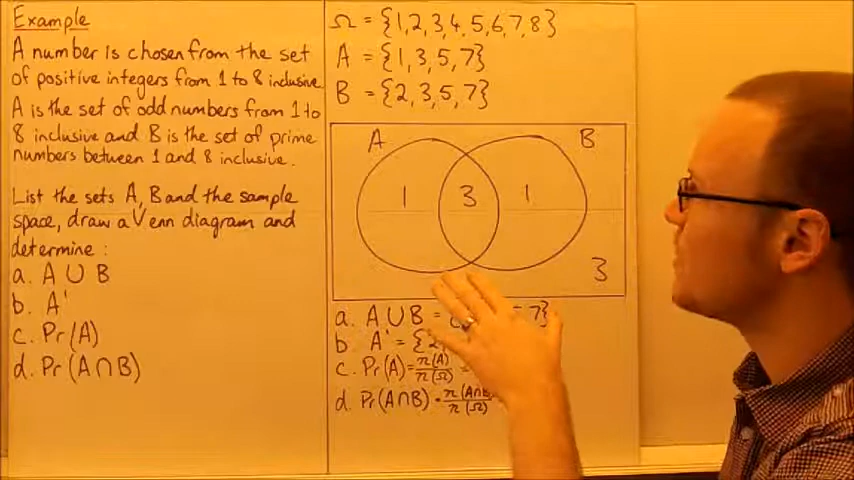 Example
A number is chosen from the set
of positive integers from 1 to 8 inclusive.
A is the set of odd numbers from 1 to
8 inclusive and B is the set of prime
numbers between 1 and 8 inclusive.
List the sets A, B and the sample
space, draw a Venn diagram and
determine:
a. A ∪ B
b. A'
c. Pr(A)
d. Pr(A ∩ B)
Ω = {1,2,3,4,5,6,7,8}
A = {1,3,5,7}
B = {2,3,5,7}
A B
1 3 1
3
a. A ∪ B = { 7}
b. A' = {2,
c. Pr(A) = n(A)/n(Ω) =
d. Pr(A∩B) = n(A∩B)/n(Ω)